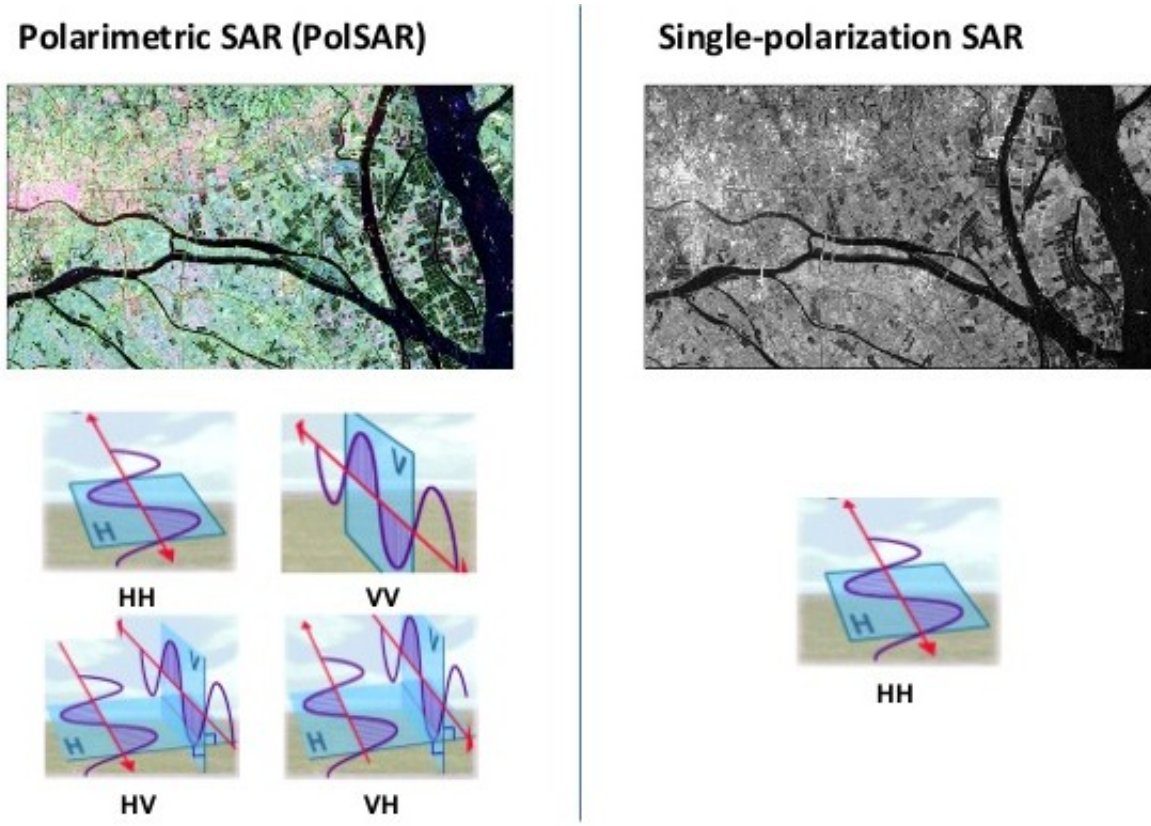 Polarimetric SAR (PolSAR)
H
V
HH
VV
H
V
H
V
HV
VH
Single-polarization SAR
H
HH